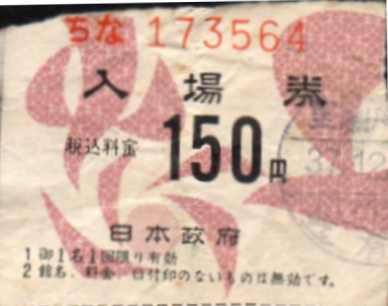 ちな 173564
入場券
税込料金 150円
日本政府
1 御1名1回限り有効
2 館名、料金、日付印のないものは無効です。